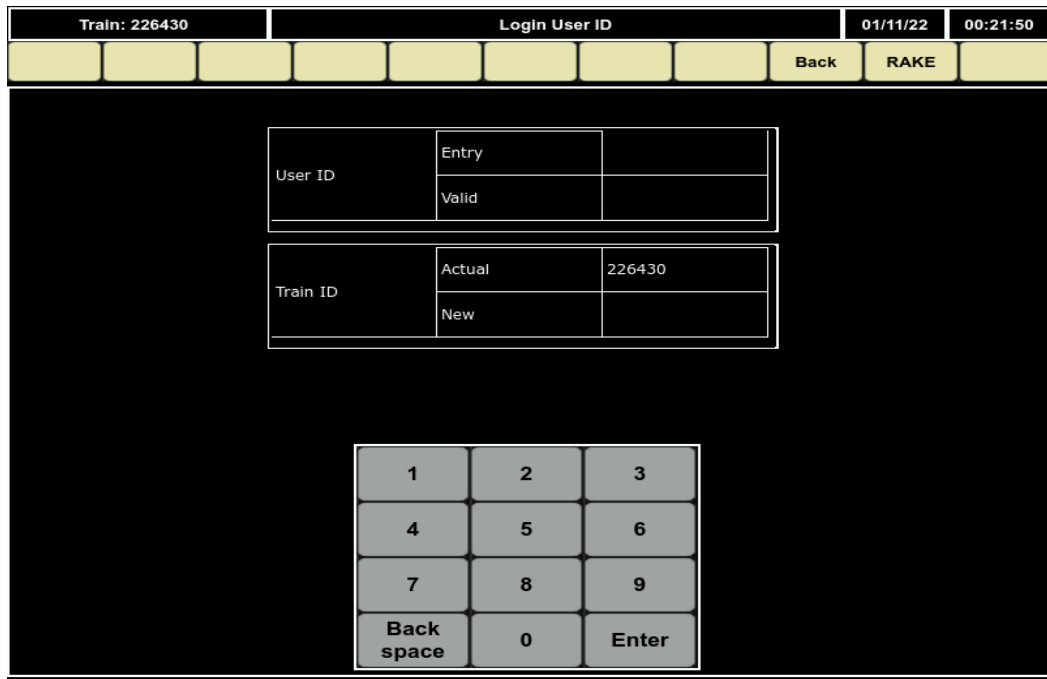 Train: 226430 Login User ID 01/11/22 00:21:50
Back RAKE
User ID
Entry
Valid
Train ID
Actual 226430
New
1 2 3
4 5 6
7 8 9
Back space 0 Enter